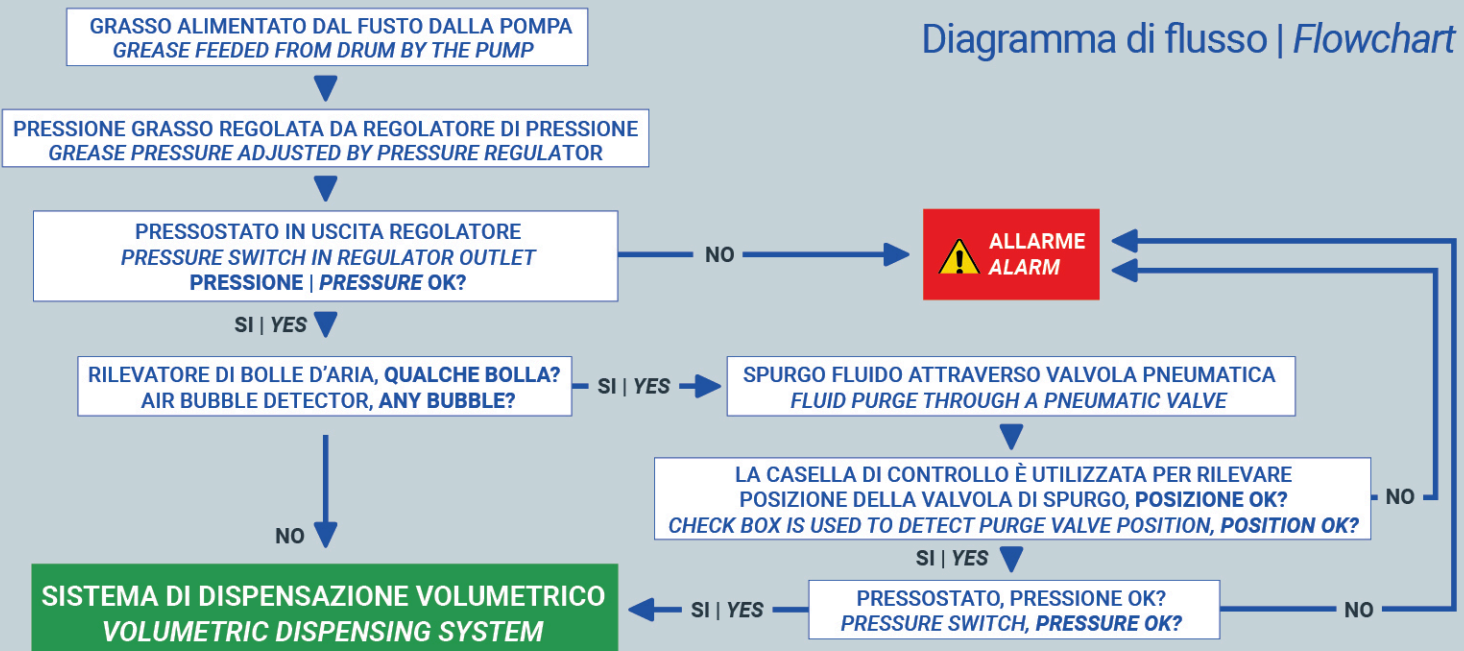 Diagramma di flusso | Flowchart
GRASSO ALIMENTATO DAL FUSTO DALLA POMPA
GREASE FEEDED FROM DRUM BY THE PUMP
PRESSIONE GRASSO REGOLATA DA REGOLATORE DI PRESSIONE
GREASE PRESSURE ADJUSTED BY PRESSURE REGULATOR
PRESSOSTATO IN USCITA REGOLATORE
PRESSURE SWITCH IN REGULATOR OUTLET
PRESSIONE | PRESSURE OK?
NO
ALLARME
ALARM
SI | YES
RILEVATORE DI BOLLE D'ARIA, QUALCHE BOLLA?
AIR BUBBLE DETECTOR, ANY BUBBLE?
SI | YES
SPURGO FLUIDO ATTRAVERSO VALVOLA PNEUMATICA
FLUID PURGE THROUGH A PNEUMATIC VALVE
LA CASELLA DI CONTROLLO È UTILIZZATA PER RILEVARE
POSIZIONE DELLA VALVOLA DI SPURGO, POSIZIONE OK?
CHECK BOX IS USED TO DETECT PURGE VALVE POSITION, POSITION OK?
NO
NO
SI | YES
SISTEMA DI DISPENSAZIONE VOLUMETRICO
VOLUMETRIC DISPENSING SYSTEM
SI | YES
PRESSOSTATO, PRESSIONE OK?
PRESSURE SWITCH, PRESSURE OK?
NO